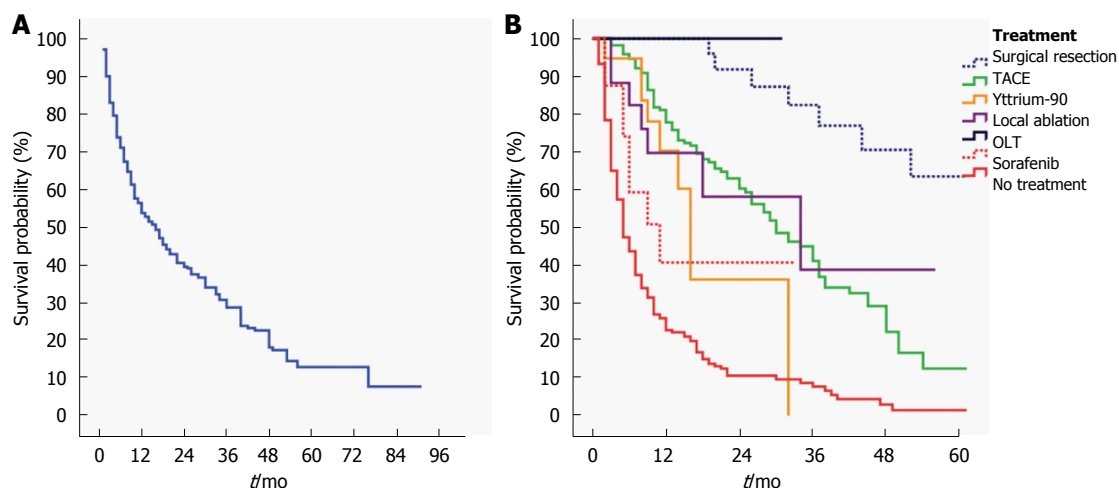 A
100
90
80
70
60
50
40
30
20
10
0
Survival probability (%)
0 12 24 36 48 60 72 84 96
t/mo
B
100
90
80
70
60
50
40
30
20
10
0
Survival probability (%)
0 12 24 36 48 60
t/mo
Treatment
Surgical resection
TACE
Yttrium-90
Local ablation
OLT
Sorafenib
No treatment